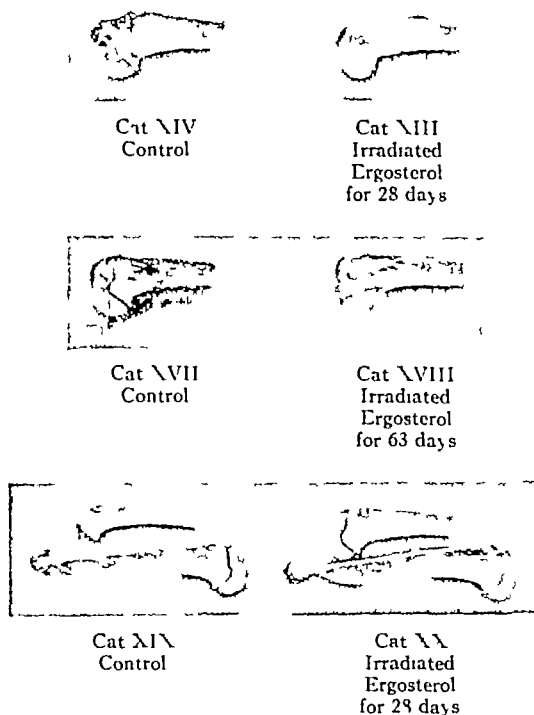 Cat XIV
Control
Cat XIII
Irradiated
Ergosterol
for 28 days
Cat XVII
Control
Cat XVIII
Irradiated
Ergosterol
for 63 days
Cat XIX
Control
Cat XX
Irradiated
Ergosterol
for 28 days